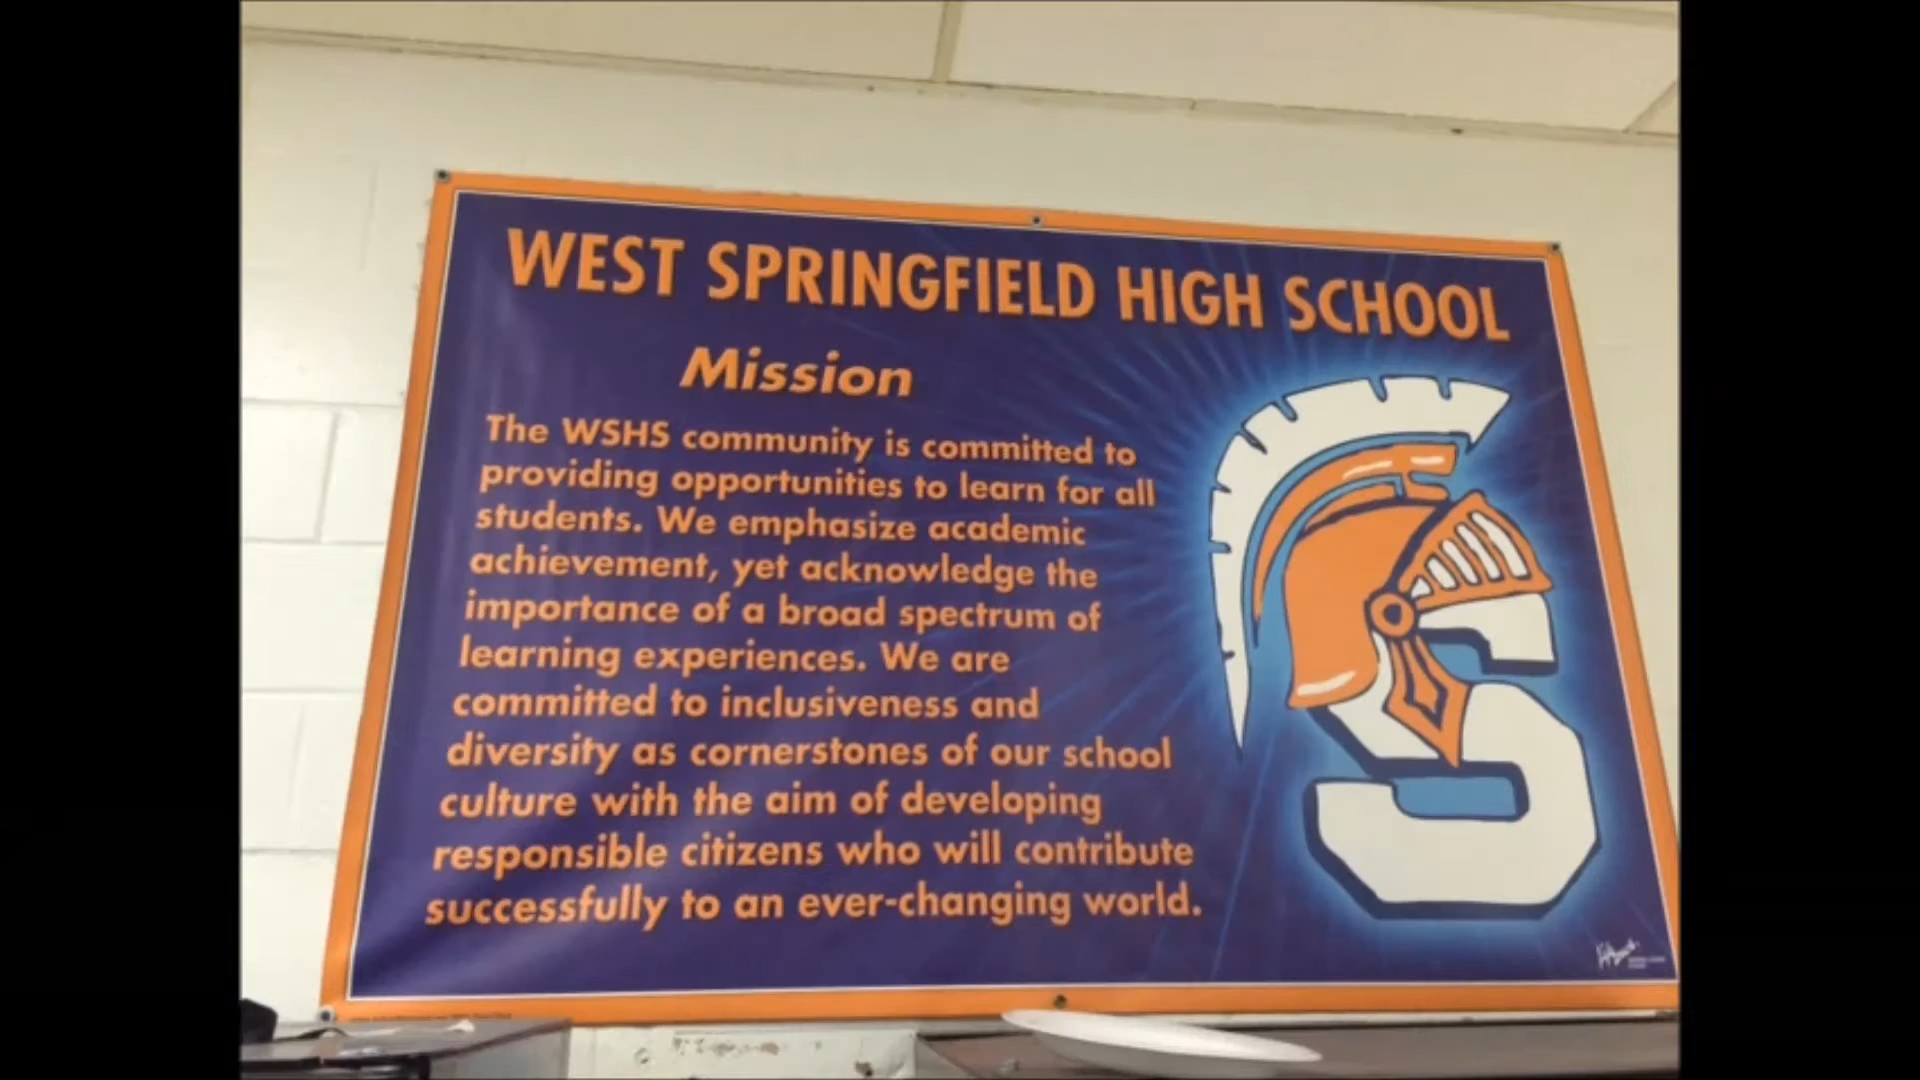 WEST SPRINGFIELD HIGH SCHOOL
Mission
The WSHS community is committed to
providing opportunities to learn for all
students. We emphasize academic
achievement, yet acknowledge the
importance of a broad spectrum of
learning experiences. We are
committed to inclusiveness and
diversity as cornerstones of our school
culture with the aim of developing
responsible citizens who will contribute
successfully to an ever-changing world.
S